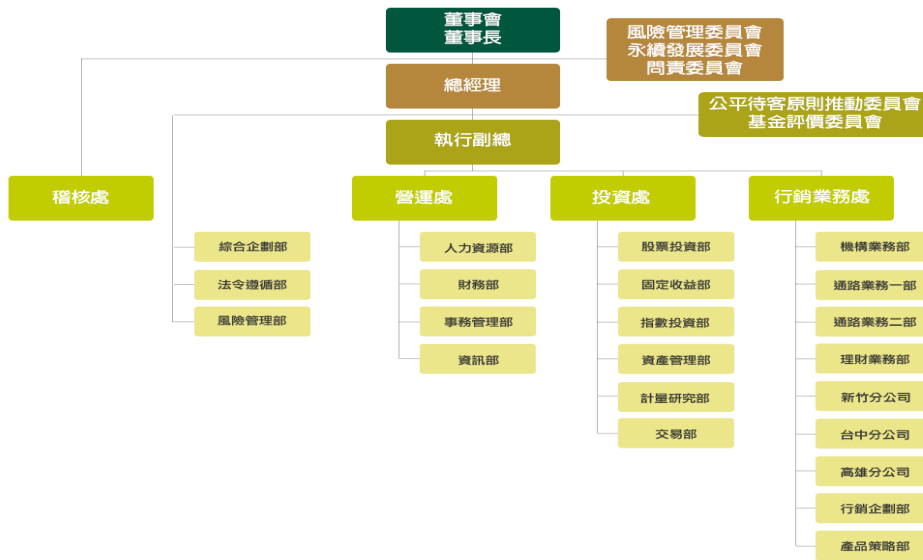 董事會
董事長
風險管理委員會
永續發展委員會
問責委員會
總經理
公平待客原則推動委員會
基金評價委員會
執行副總
稽核處
營運處
投資處
行銷業務處
綜合企劃部
法令遵循部
風險管理部
人力資源部
財務部
事務管理部
資訊部
股票投資部
固定收益部
指數投資部
資產管理部
計量研究部
交易部
機構業務部
通路業務一部
通路業務二部
理財業務部
新竹分公司
台中分公司
高雄分公司
行銷企劃部
產品策略部